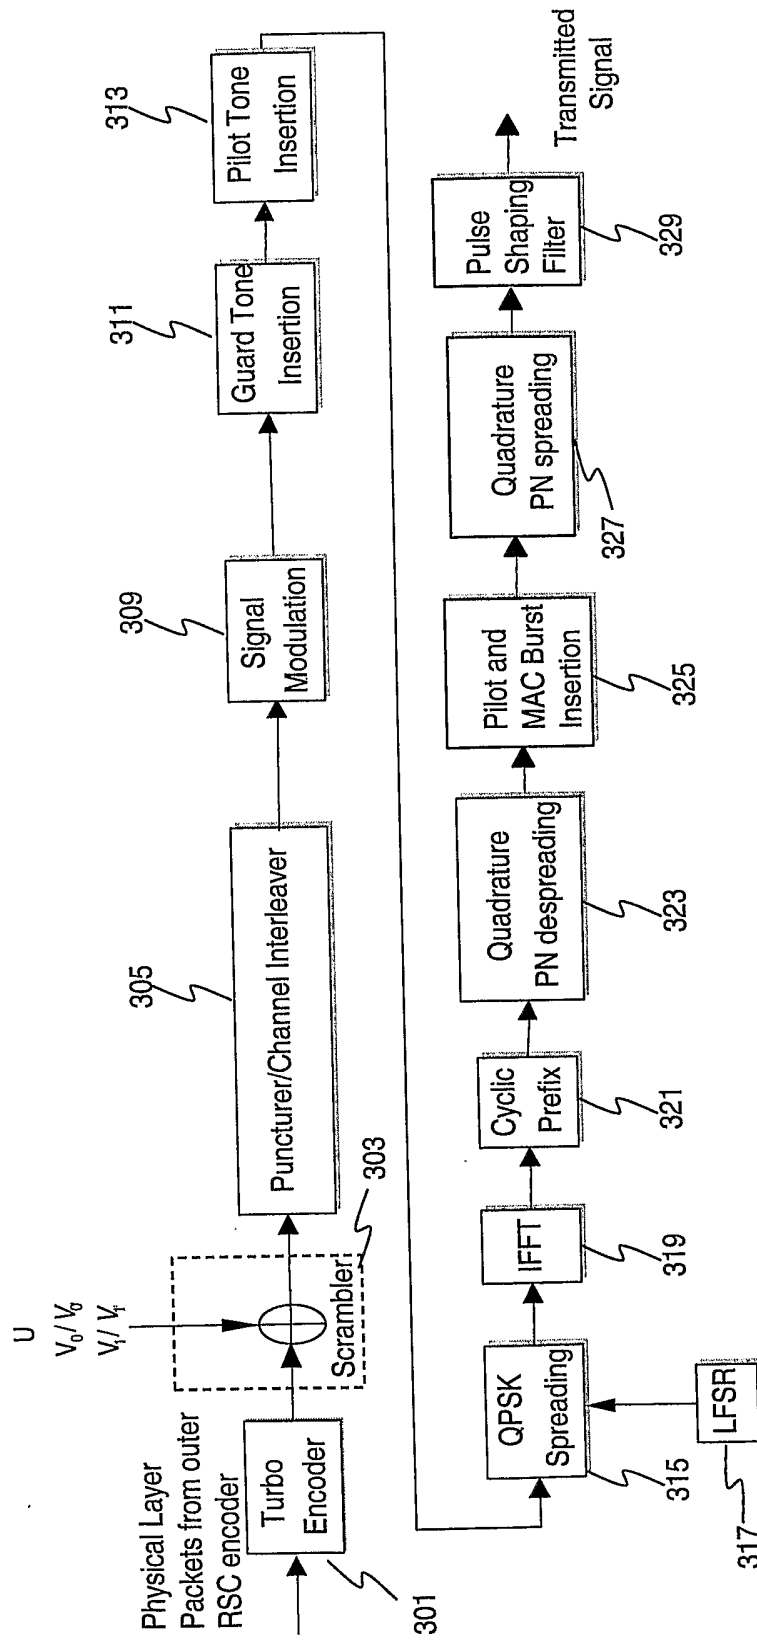 Physical Layer
Packets from outer
RSC encoder
Turbo
Encoder
301
U
V0/V0'
V1/V1'
Scrambler
303
Puncturer/Channel Interleaver
305
Signal
Modulation
309
Guard Tone
Insertion
311
Pilot Tone
Insertion
313
QPSK
Spreading
315
LFSR
317
IFFT
319
Cyclic
Prefix
321
Quadrature
PN despreading
323
Pilot and
MAC Burst
Insertion
325
Quadrature
PN spreading
327
Pulse
Shaping
Filter
329
Transmitted
Signal